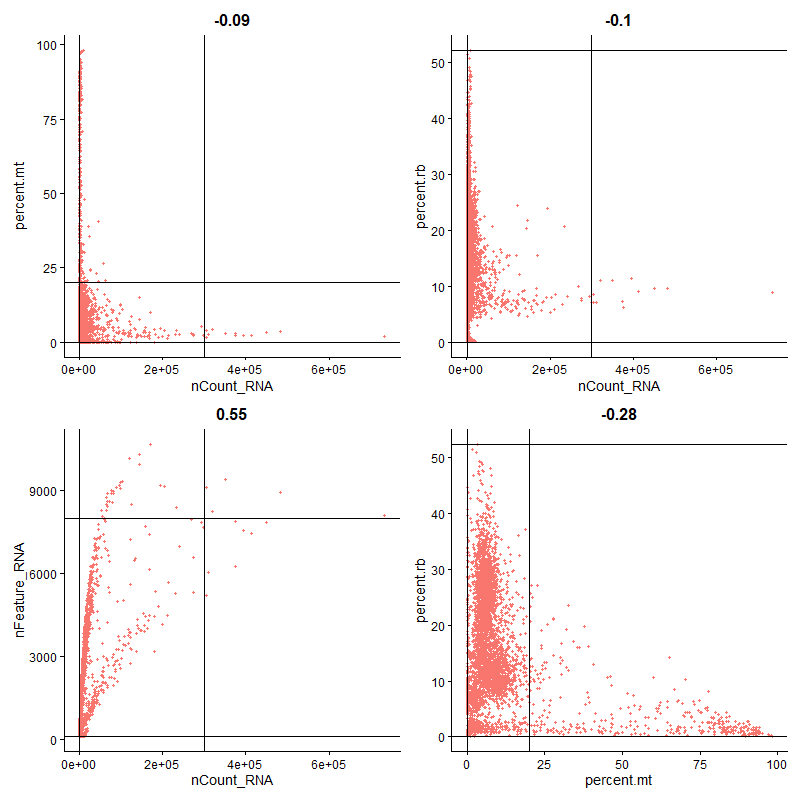 -0.09
100
75
50
25
0
percent.mt
0e+00 2e+05 4e+05 6e+05
nCount_RNA
-0.1
50
40
30
20
10
0
percent.rb
0e+00 2e+05 4e+05 6e+05
nCount_RNA
0.55
9000
6000
3000
0
nFeature_RNA
0e+00 2e+05 4e+05 6e+05
nCount_RNA
-0.28
50
40
30
20
10
0
percent.rb
0 25 50 75 100
percent.mt